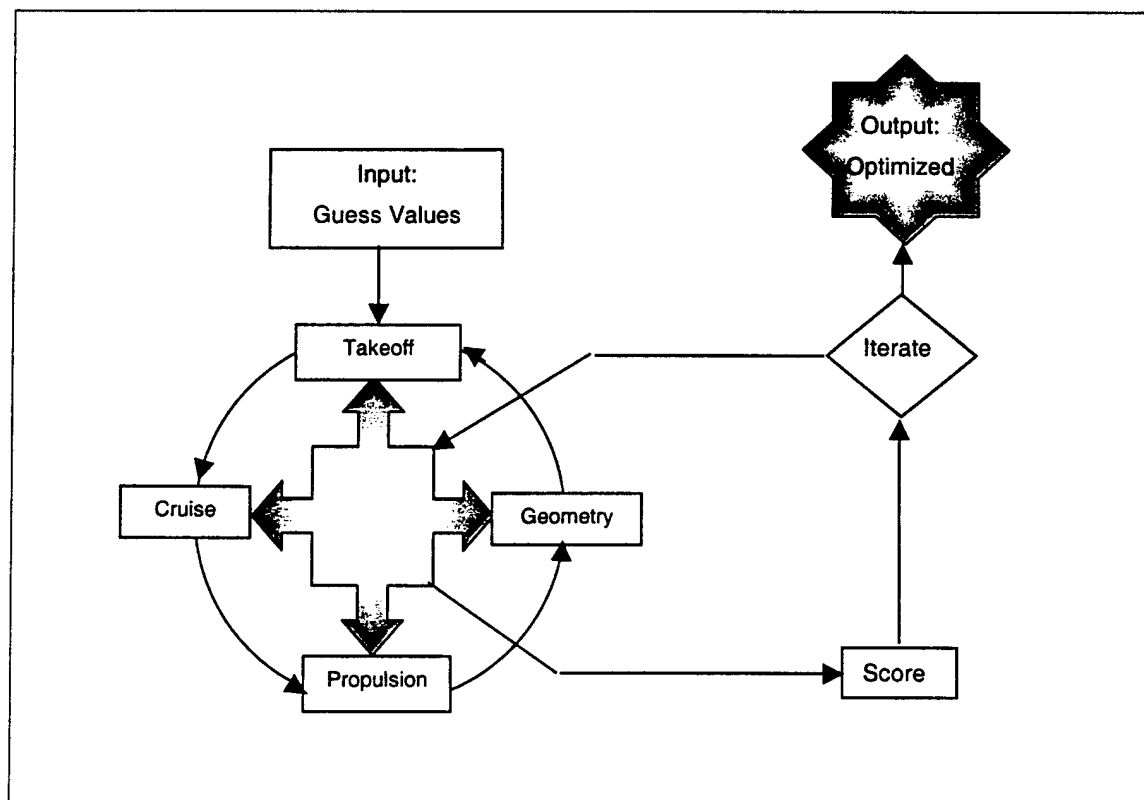 Input:
Guess Values
Takeoff
Cruise
Geometry
Propulsion
Score
Iterate
Output:
Optimized